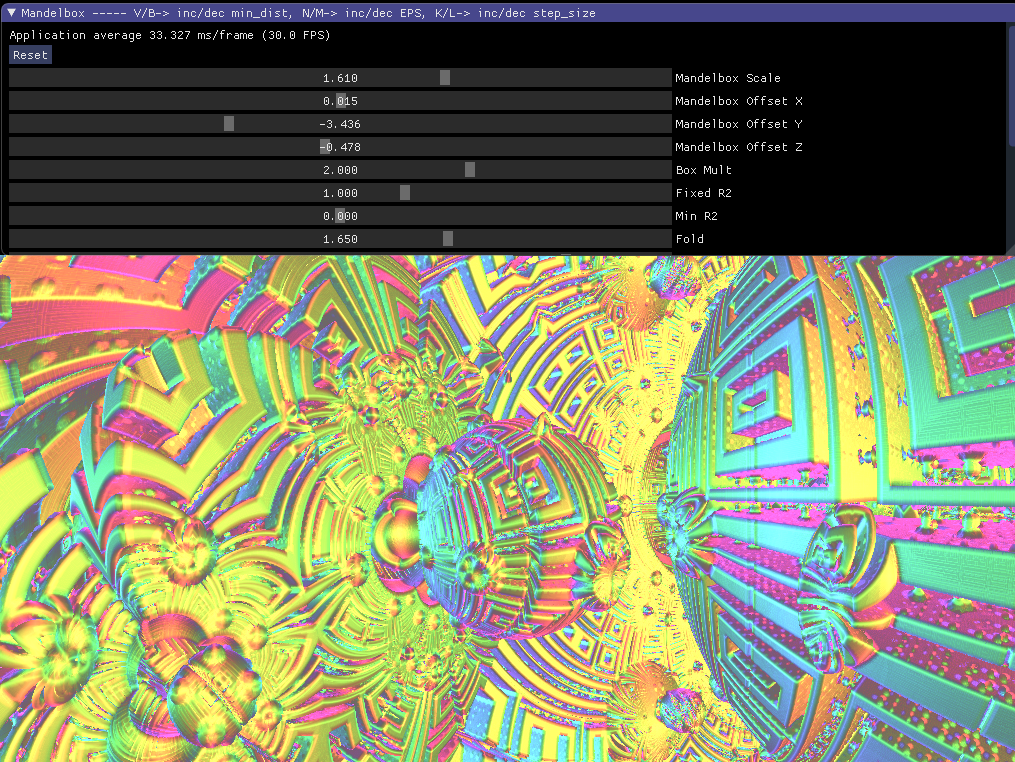 Mandelbox ----- V/B-> inc/dec min_dist, N/M-> inc/dec EPS, K/L-> inc/dec step_size
Application average 33.327 ms/frame (30.0 FPS)
Reset
1.610 Mandelbox Scale
0.015 Mandelbox Offset X
-3.436 Mandelbox Offset Y
-0.478 Mandelbox Offset Z
2.000 Box Mult
1.000 Fixed R2
0.000 Min R2
1.650 Fold